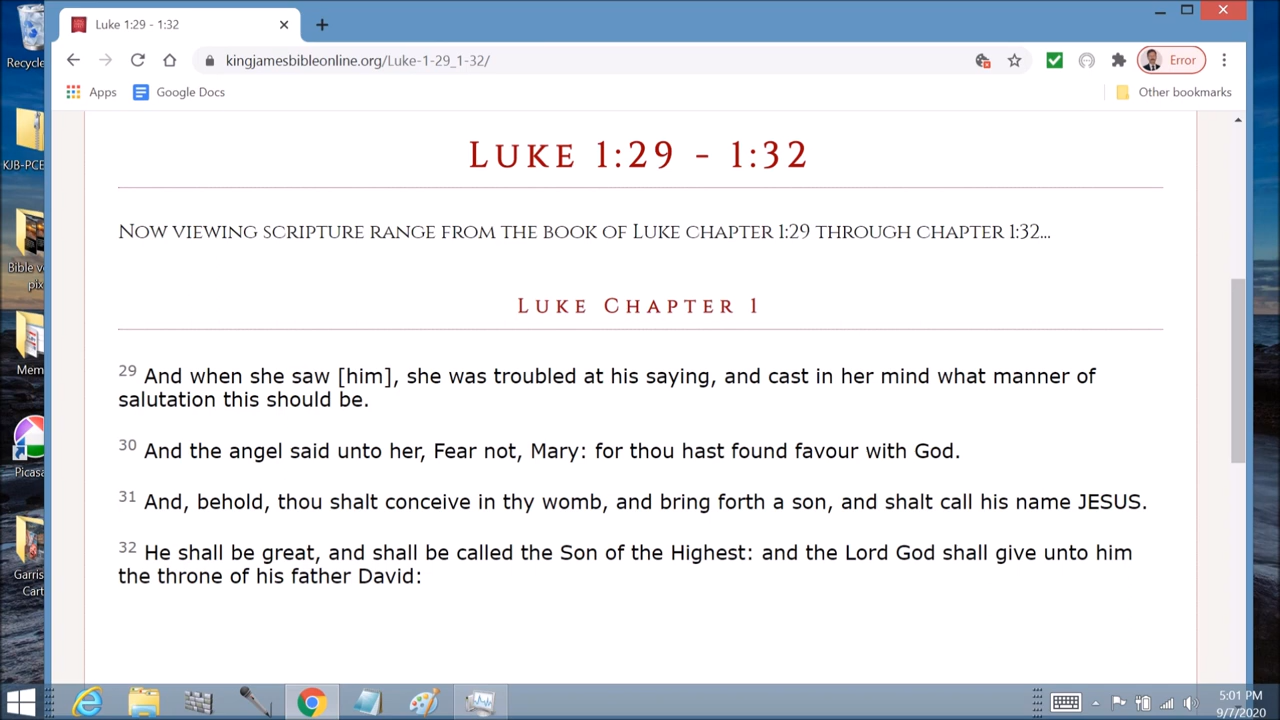 Luke 1:29 - 1:32
kingjamesbibleonline.org/Luke-1-29_1-32/
Error
Apps
Google Docs
Other bookmarks
Recycle
KJB-PCE
Bible v
pix
Mem
Picas
Garris
Cart
LUKE 1:29 - 1:32
NOW VIEWING SCRIPTURE RANGE FROM THE BOOK OF LUKE CHAPTER 1:29 THROUGH CHAPTER 1:32...
LUKE CHAPTER 1
29 And when she saw [him], she was troubled at his saying, and cast in her mind what manner of
salutation this should be.
30 And the angel said unto her, Fear not, Mary: for thou hast found favour with God.
31 And, behold, thou shalt conceive in thy womb, and bring forth a son, and shalt call his name JESUS.
32 He shall be great, and shall be called the Son of the Highest: and the Lord God shall give unto him
the throne of his father David:
5:01 PM
9/7/2020